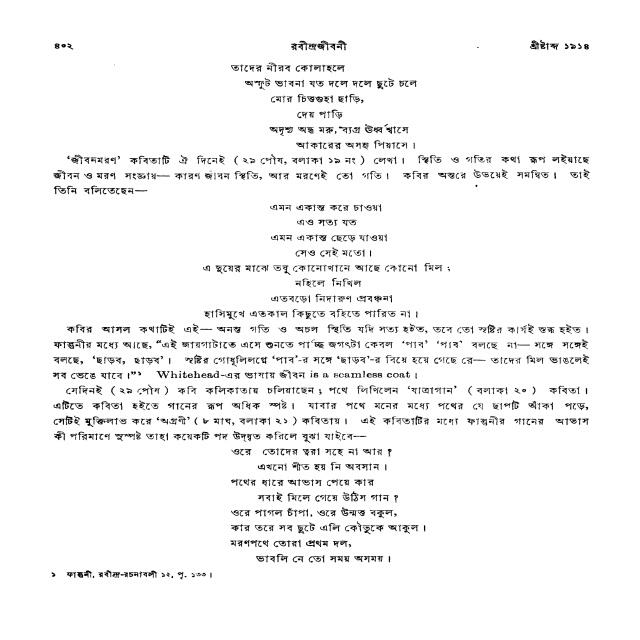 ৪০২ রবীন্দ্রজীবনী খ্রীষ্টাব্দ ১৯১৪
তাদের নীরব কোলাহলে
অস্ফুট ভাবনা যত দলে দলে ছুটে চলে
মোর চিত্তগুহা ছাড়ি,
দেয় পাড়ি
অদৃশ্য অন্ধ মরু, ব্যগ্র ঊর্ধ্বশ্বাসে
আকারের অসহ্য পিয়াসে।
'জীবনমরণ' কবিতাটি ঐ দিনেই (২৯ পৌষ, বলাকা ১৯ নং) লেখা। স্থিতি ও গতির কথা রূপ লইয়াছে
জীবন ও মরণ সংজ্ঞায়— কারণ জীবন স্থিতি, আর মরণেই তো গতি। কবির অন্তরে উভয়েই সমন্বিত। তাই
তিনি বলিতেছেন—
এমন একান্ত করে চাওয়া
এও সত্য যত
এমন একান্ত ছেড়ে যাওয়া
সেও সেই মতো।
এ দুয়ের মাঝে তবু কোনোখানে আছে কোনো মিল;
নহিলে নিখিল
এতবড়ো নিদারুণ প্রবঞ্চনা
হাসিমুখে এতকাল কিছুতে বহিতে পারিত না।
কবির আসল কথাটিই এই— অনন্ত গতি ও অচল স্থিতি যদি সত্য হইত, তবে তো সৃষ্টির কার্যই স্তব্ধ হইত।
ফাল্গুনীর মধ্যে আছে, "এই জায়গাটাতে এসে শুনতে পাচ্ছি জগৎটা কেবল 'পাব' 'পাব' বলছে না— সঙ্গে সঙ্গেই
বলছে, 'ছাড়ব, ছাড়ব'। সৃষ্টির গোধূলিলগ্নে 'পাব'-র সঙ্গে 'ছাড়ব'-র বিয়ে হয়ে গেছে রে— তাদের মিল ভাঙলেই
সব ভেঙে যাবে।"১ Whitehead-এর ভাষায় জীবন is a seamless coat।
সেদিনই (২৯ পৌষ) কবি কলিকাতায় চলিয়াছেন; পথে লিখিলেন 'যাত্রাগান' (বলাকা ২০) কবিতা।
এটিতে কবিতা হইতে গানের রূপ অধিক স্পষ্ট। যাবার পথে মনের মধ্যে পথের যে ছাপটি আঁকা পড়ে,
সেটিই মুক্তিলাভ করে 'অগ্রণী' (৮ মাঘ, বলাকা ২১) কবিতায়। এই কবিতাটির মধ্যে ফাল্গুনীর গানের আভাস
কী পরিমাণে সুস্পষ্ট তাহা কয়েকটি পদ উদ্‌ধৃত করিলে বুঝা যাইবে—
ওরে তোদের ত্বরা সহে না আর?
এখনো শীত হয় নি অবসান।
পথের ধারে আভাস পেয়ে কার
সবাই মিলে গেয়ে উঠিস গান?
ওরে পাগল চাঁপা, ওরে উন্মত্ত বকুল,
কার তরে সব ছুটে এলি কৌতুকে আকুল।
মরণপথে তোরা প্রথম দল,
ভাবলি নে তো সময় অসময়।
১ ফাল্গুনী, রবীন্দ্র-রচনাবলী ১২, পৃ. ১৩৩।